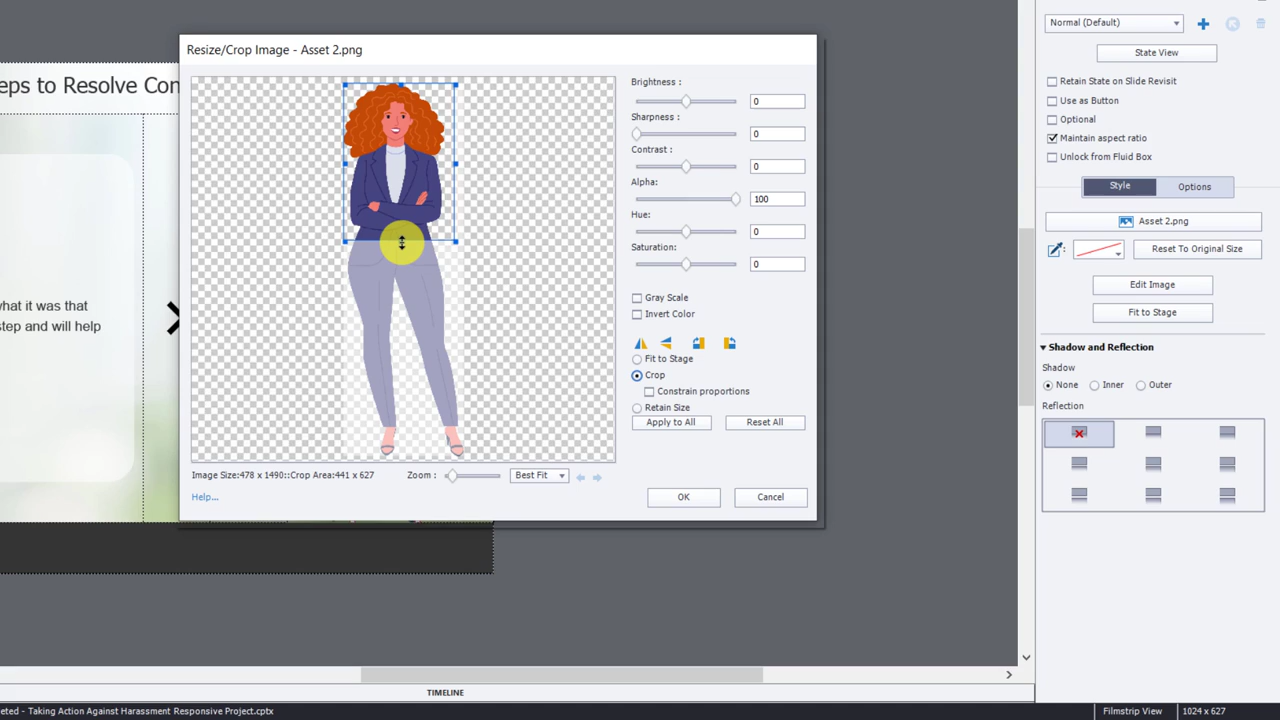 Resize/Crop Image - Asset 2.png
eps to Resolve Con
what it was that
step and will help
Brightness :
0
Sharpness :
0
Contrast :
0
Alpha:
100
Hue:
0
Saturation:
0
Gray Scale
Invert Color
Fit to Stage
Crop
Constrain proportions
Retain Size
Apply to All
Reset All
Image Size:478 x 1490::Crop Area:441 x 627
Zoom :
Best Fit
Help...
OK
Cancel
Normal (Default)
State View
Retain State on Slide Revisit
Use as Button
Optional
Maintain aspect ratio
Unlock from Fluid Box
Style
Options
Asset 2.png
Reset To Original Size
Edit Image
Fit to Stage
Shadow and Reflection
Shadow
None
Inner
Outer
Reflection
TIMELINE
eted - Taking Action Against Harassment Responsive Project.cptx
Filmstrip View
1024 x 627